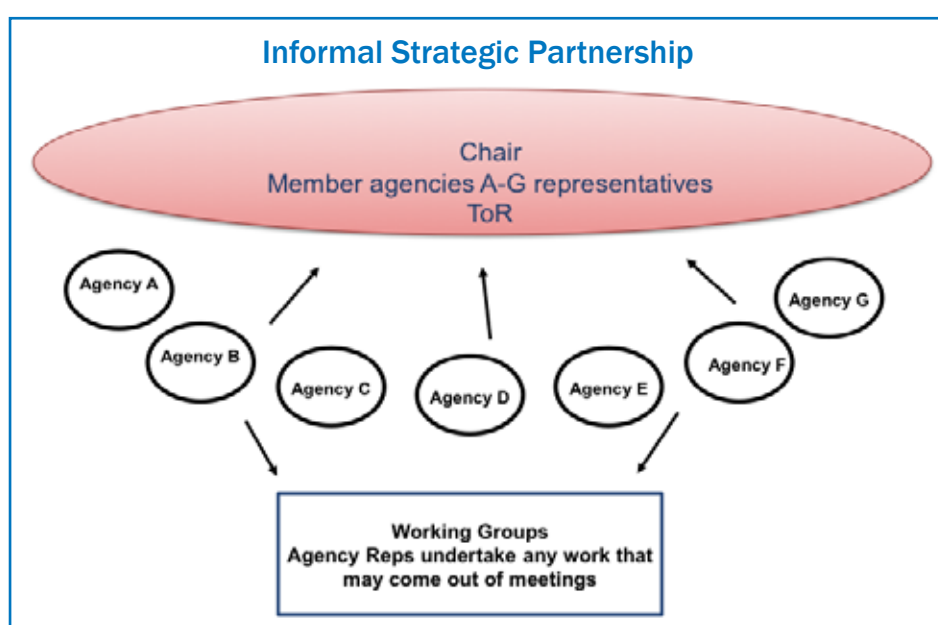 Informal Strategic Partnership
Chair
Member agencies A-G representatives
ToR
Agency A
Agency B
Agency C
Agency D
Agency E
Agency F
Agency G
Working Groups
Agency Reps undertake any work that
may come out of meetings